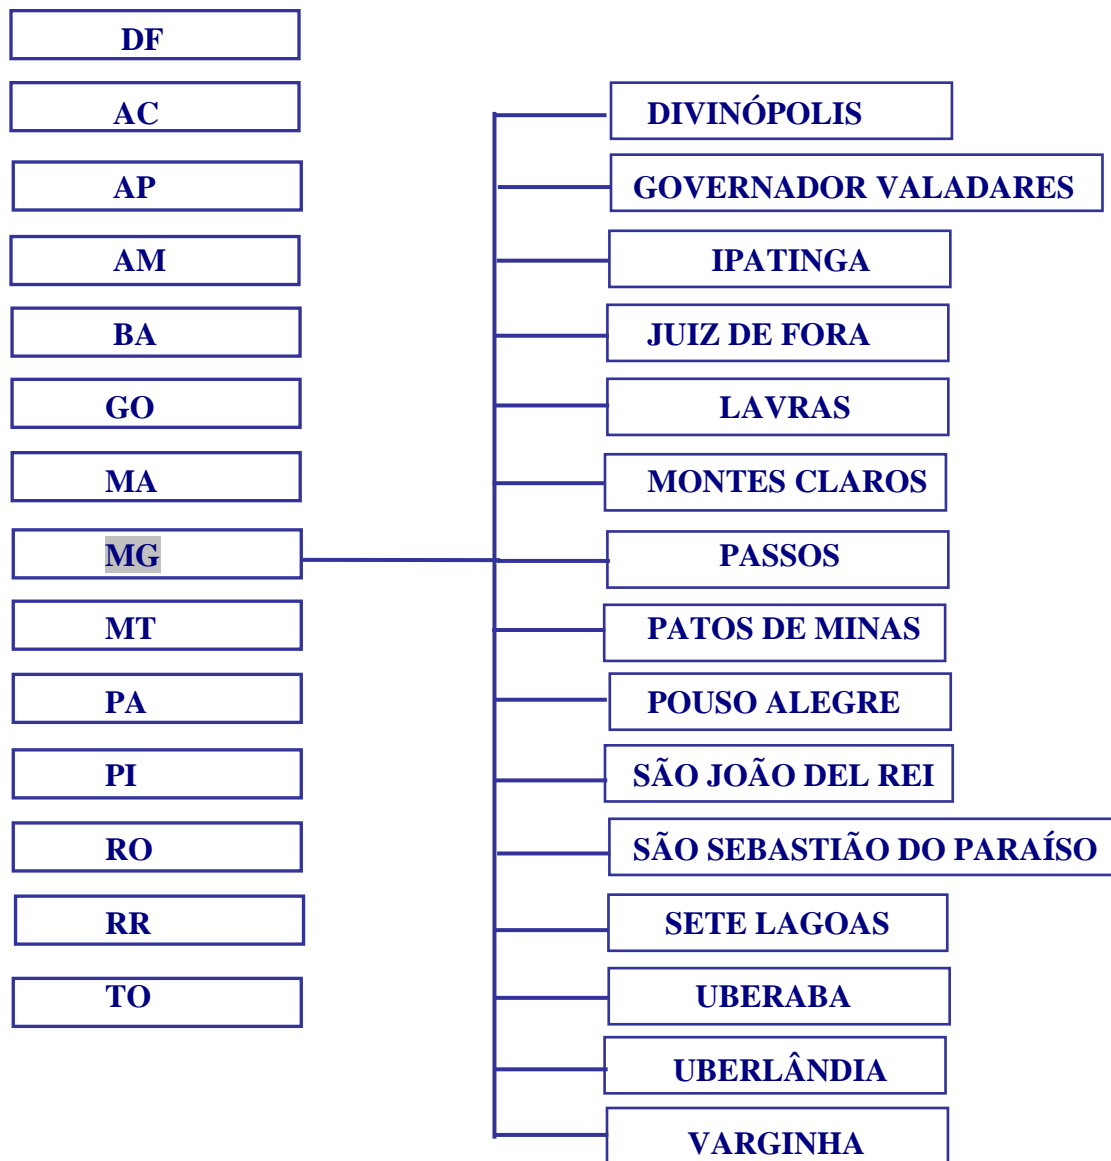 DF
AC
AP
AM
BA
GO
MA
MG
MT
PA
PI
RO
RR
TO
DIVINÓPOLIS
GOVERNADOR VALADARES
IPATINGA
JUIZ DE FORA
LAVRAS
MONTES CLAROS
PASSOS
PATOS DE MINAS
POUSO ALEGRE
SÃO JOÃO DEL REI
SÃO SEBASTIÃO DO PARAÍSO
SETE LAGOAS
UBERABA
UBERLÂNDIA
VARGINHA